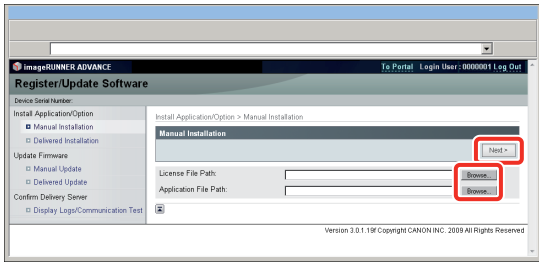 imageRUNNER ADVANCE To Portal Login User : 0000001 Log Out
Register/Update Software
Device Serial Number:
Install Application/Option
Manual Installation
Delivered Installation
Update Firmware
Manual Update
Delivered Update
Confirm Delivery Server
Display Logs/Communication Test
Install Application/Option > Manual Installation
Manual Installation
Next >
License File Path: Browse...
Application File Path: Browse...
Version 3.0.1.19f Copyright CANON INC. 2009 All Rights Reserved